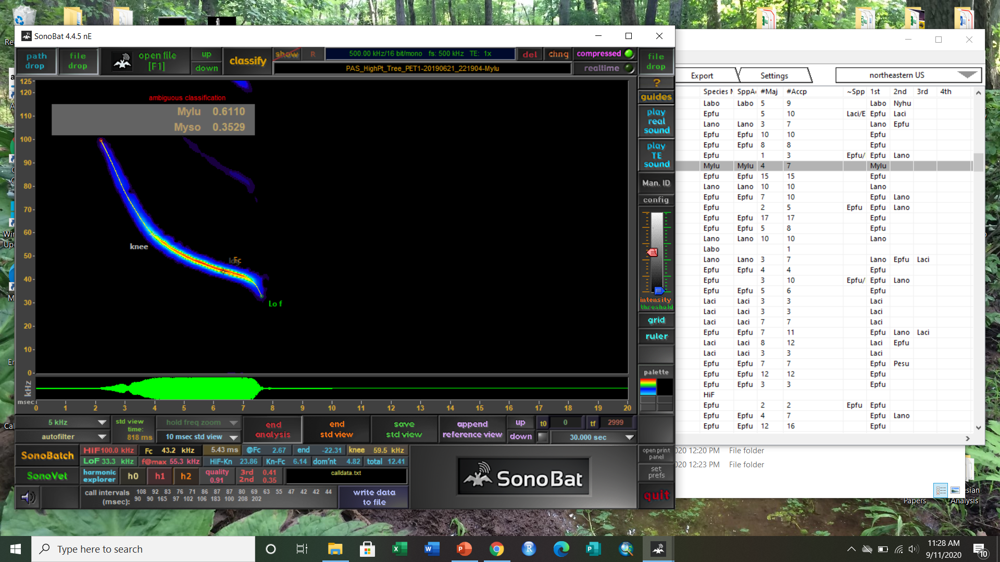 SonoBat 4.4.5 nE
path drop
file drop
open file [F1]
up
down
classify
show
R
500.00 kHz/16 bit/mono fs: 500 kHz TE: 1x
del
chng
compressed
PAS_HighPt_Tree_PET1-20190621_221904-Mylu
realtime
file drop
?
guides
play real sound
play TE sound
Man. ID
config
intensity
threshold
grid
ruler
palette
ambiguous classification
Mylu 0.6110
Myso 0.3529
125
120
110
100
90
80
70
60
50
40
30
20
10
0
kHz
knee
Fc
Lo f
msec
0 1 2 3 4 5 6 7 8 9 10 11 12 13 14 15 16 17 18 19 20
5 kHz
autofilter
std view time: 818 ms
hold freq zoom
10 msec std view
end analysis
end std view
save std view
append reference view
up
down
t0 0 tf 2999
30.000 sec
SonoBatch
SonoVet
HiF 100.0 kHz Fc 43.2 kHz 5.43 ms @Fc 2.67 end -22.31 knee 59.5 kHz
LoF 33.3 kHz f@max 55.3 kHz HiF-Kn 23.86 Kn-Fc 6.14 dom'nt 4.82 total 12.41
harmonic explorer
h0 h1 h2
quality 0.91
3rd 0.41
2nd 0.35
calldata.txt
call intervals (msec):
108 92 83 76 71 86 87 87 80 69 63 55 47 42 42 44
90 90 165 97 102 106 183 100 208 202
write data to file
SonoBat
open print panel
set prefs
quit
Export
Settings
northeastern US
Species SppA #Maj #Accp ~Spp 1st 2nd 3rd 4th
Labo Labo 5 9 Labo Nyhu
Epfu 5 10 Laci/E Epfu Laci
Lano Lano 3 7 Lano Epfu
Epfu Epfu 10 10 Epfu
Epfu Epfu 8 8 Epfu
Epfu 1 3 Epfu/ Epfu Lano
Mylu Mylu 4 7 Mylu
Epfu Epfu 15 15 Epfu
Lano Lano 10 10 Lano
Epfu Epfu 7 10 Epfu Lano
Epfu 2 5 Epfu Epfu Lano
Epfu Epfu 17 17 Epfu
Epfu Epfu 5 8 Epfu
Lano Lano 10 10 Lano
Labo 1
Lano Lano 3 7 Lano Epfu Laci
Epfu Epfu 4 4 Epfu
Epfu 3 10 Epfu/ Epfu Lano
Epfu Epfu 5 6 Epfu
Laci Laci 3 3 Laci
Laci Laci 3 3 Laci
Laci Laci 7 7 Laci
Epfu Epfu 7 11 Epfu Lano Laci
Laci Laci 8 12 Laci Epfu
Laci Laci 3 3 Laci
Epfu Epfu 7 7 Epfu Pesu
Epfu Epfu 12 12 Epfu
Epfu Epfu 3 3 Epfu
HiF
Epfu 2 2 Epfu Epfu
Epfu Epfu 4 7 Epfu Lano
Epfu Epfu 12 16 Epfu
020 12:20 PM File folder
020 12:23 PM File folder
esian
Papers
Analysis
Type here to search
11:28 AM
9/11/2020
10